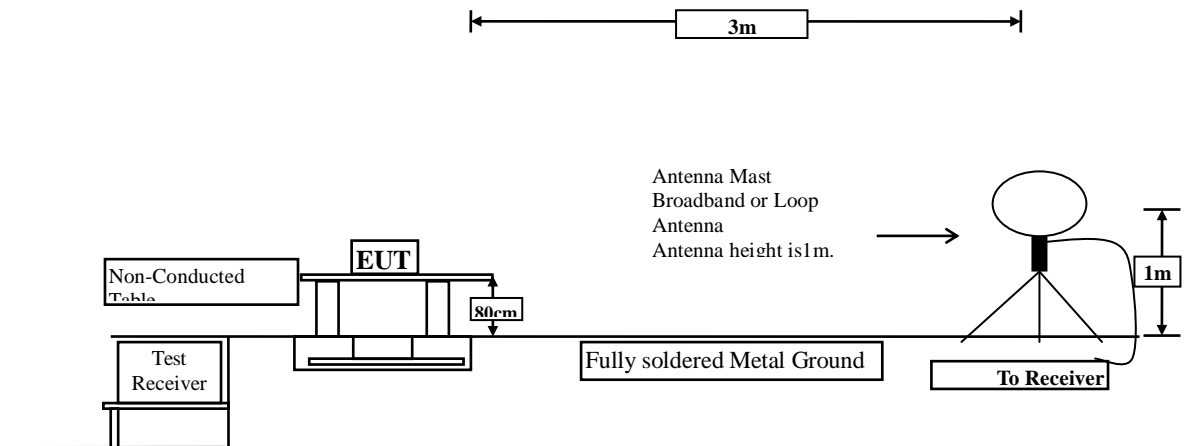 3m
Antenna Mast
Broadband or Loop
Antenna
Antenna height is1m.
EUT
Non-Conducted
Table
80cm
1m
Test
Receiver
Fully soldered Metal Ground
To Receiver